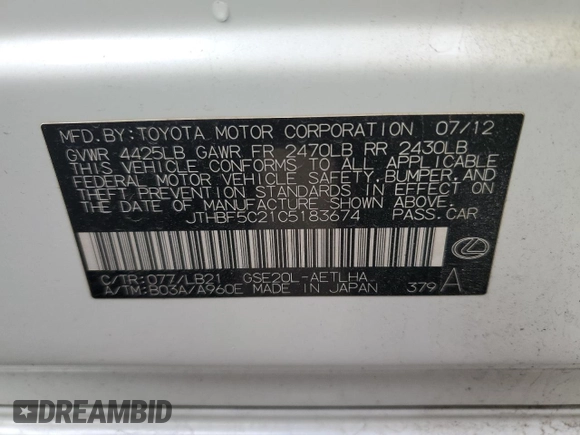 MFD. BY: TOYOTA MOTOR CORPORATION 07/12
GVWR 4425LB GAWR FR 2470LB RR 2430LB
THIS VEHICLE CONFORMS TO ALL APPLICABLE
FEDERAL MOTOR VEHICLE SAFETY, BUMPER, AND
THEFT PREVENTION STANDARDS IN EFFECT ON
THE DATE OF MANUFACTURE SHOWN ABOVE.
JTHBF5C21C5183674 PASS. CAR
C/TR: 077/LB21 GSE20L-AETLHA
A/TM: B03A/A960E MADE IN JAPAN 379 A
DREAMBID